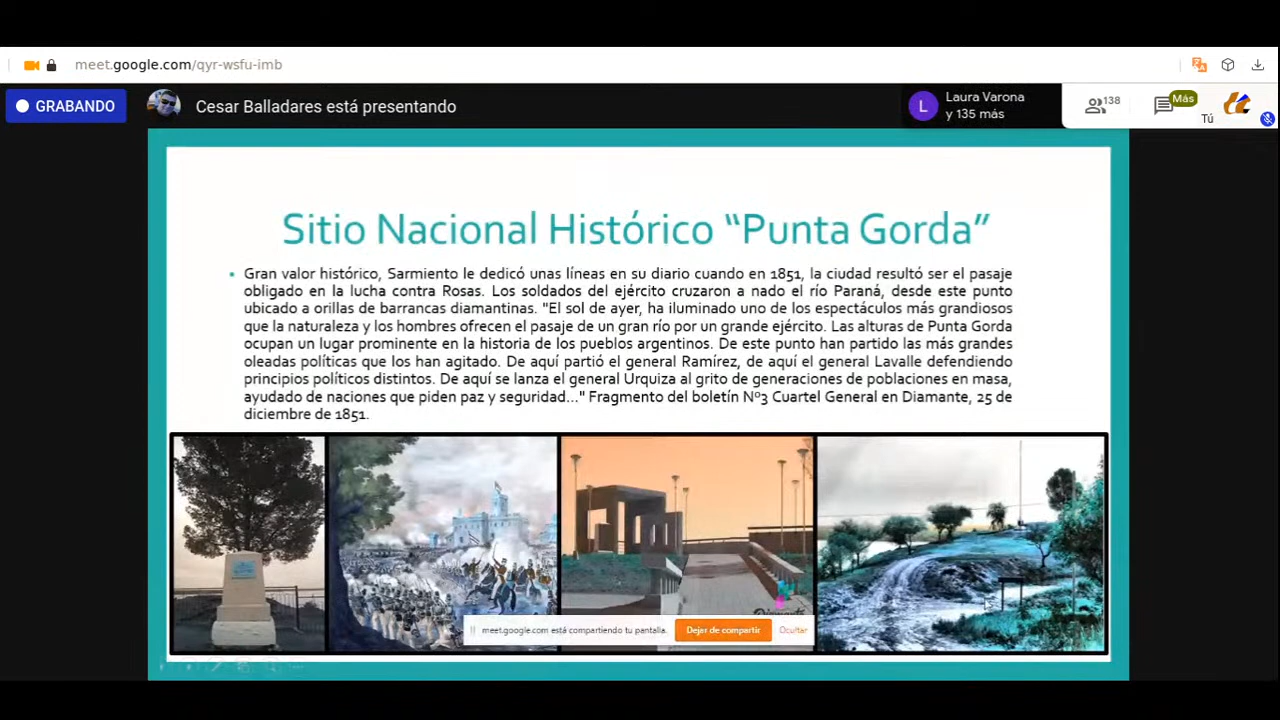 meet.google.com/qyr-wsfu-imb
GRABANDO
Cesar Balladares está presentando
Laura Varona
y 135 más
L
138
Más
Tú
Sitio Nacional Histórico “Punta Gorda”
• Gran valor histórico, Sarmiento le dedicó unas líneas en su diario cuando en 1851, la ciudad resultó ser el pasaje
obligado en la lucha contra Rosas. Los soldados del ejército cruzaron a nado el río Paraná, desde este punto
ubicado a orillas de barrancas diamantinas. "El sol de ayer, ha iluminado uno de los espectáculos más grandiosos
que la naturaleza y los hombres ofrecen el pasaje de un gran río por un grande ejército. Las alturas de Punta Gorda
ocupan un lugar prominente en la historia de los pueblos argentinos. De este punto han partido las más grandes
oleadas políticas que los han agitado. De aquí partió el general Ramírez, de aquí el general Lavalle defendiendo
principios políticos distintos. De aquí se lanza el general Urquiza al grito de generaciones de poblaciones en masa,
ayudado de naciones que piden paz y seguridad..." Fragmento del boletín Nº3 Cuartel General en Diamante, 25 de
diciembre de 1851.
Diamante
meet.google.com está compartiendo tu pantalla.
Dejar de compartir
Ocultar